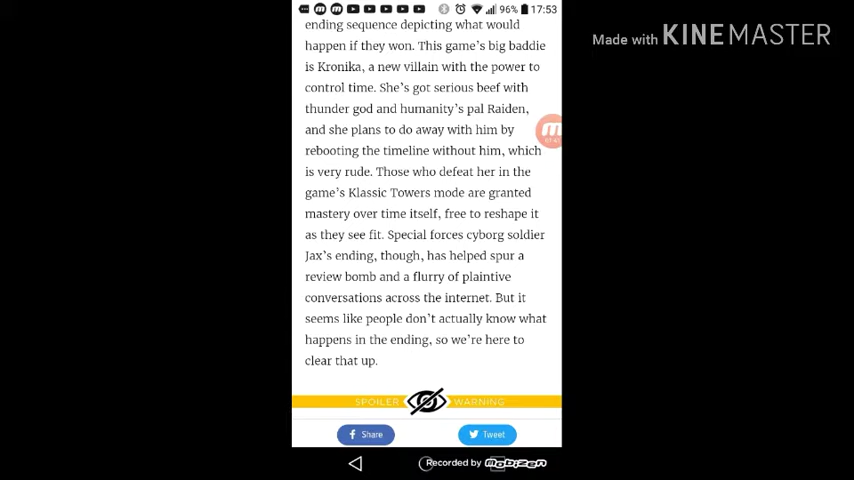 96% 17:53
Made with KINEMASTER
ending sequence depicting what would
happen if they won. This game's big baddie
is Kronika, a new villain with the power to
control time. She's got serious beef with
thunder god and humanity's pal Raiden,
and she plans to do away with him by
rebooting the timeline without him, which
is very rude. Those who defeat her in the
game's Klassic Towers mode are granted
mastery over time itself, free to reshape it
as they see fit. Special forces cyborg soldier
Jax's ending, though, has helped spur a
review bomb and a flurry of plaintive
conversations across the internet. But it
seems like people don't actually know what
happens in the ending, so we're here to
clear that up.
SPOILER WARNING
Share Tweet
Recorded by mobizen